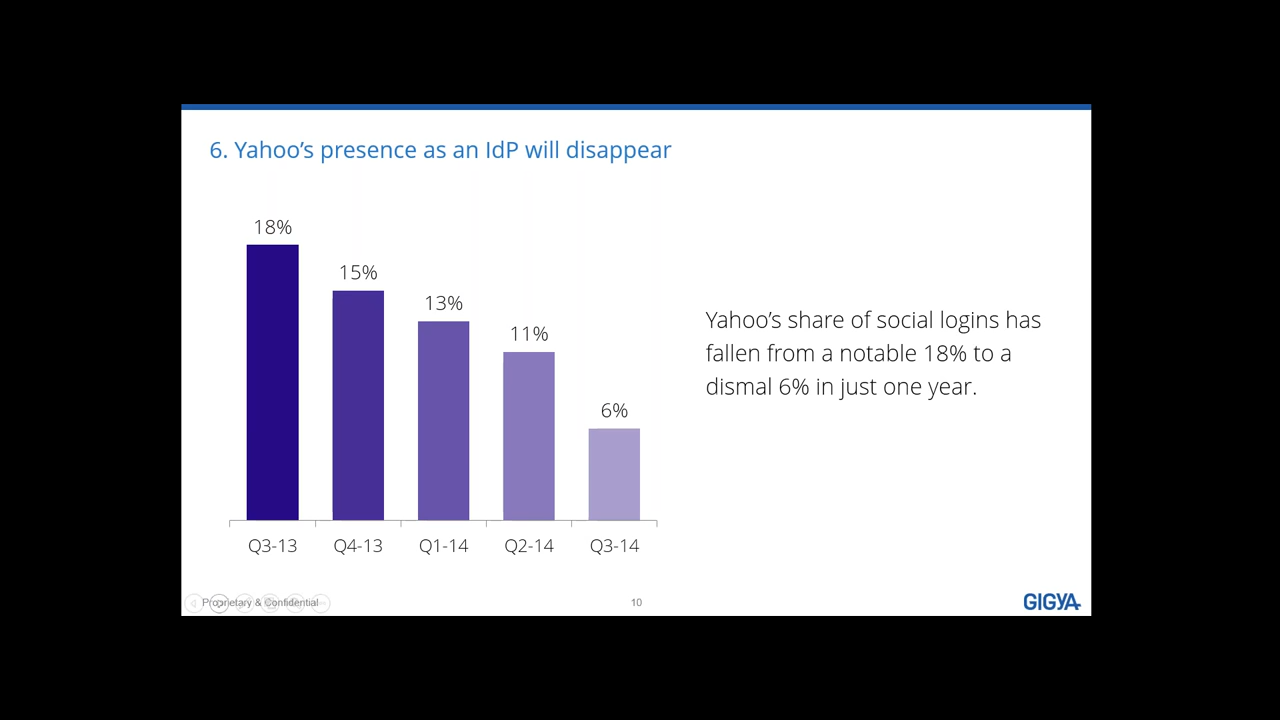 6. Yahoo’s presence as an IdP will disappear
18%
15%
13%
11%
6%
Q3-13
Q4-13
Q1-14
Q2-14
Q3-14
Yahoo’s share of social logins has
fallen from a notable 18% to a
dismal 6% in just one year.
Proprietary & Confidential
10
GIGYA